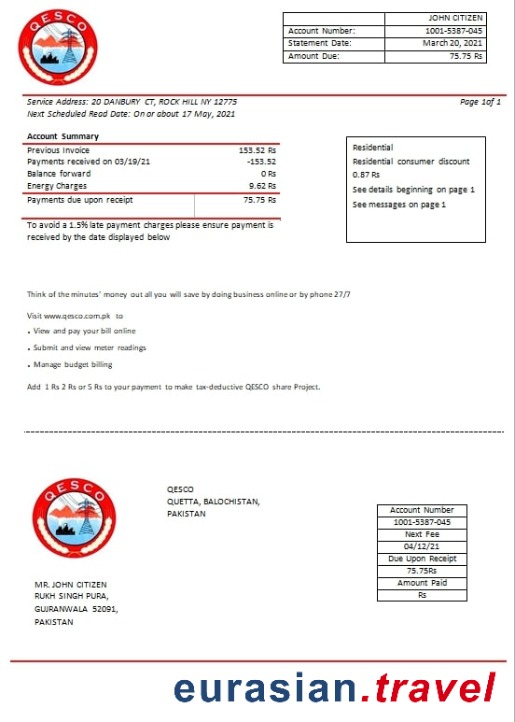 QESCO
JOHN CITIZEN
Account Number: 1001-5387-045
Statement Date: March 20, 2021
Amount Due: 75.75 Rs
Service Address: 20 DANBURY CT, ROCK HILL NY 12775 Page 1of 1
Next Scheduled Read Date: On or about 17 May, 2021
Account Summary
Previous Invoice 153.52 Rs
Payments received on 03/19/21 -153.52
Balance forward 0 Rs
Energy Charges 9.62 Rs
Payments due upon receipt 75.75 Rs
To avoid a 1.5% late payment charges please ensure payment is
received by the date displayed below
Residential
Residential consumer discount
0.87 Rs
See details beginning on page 1
See messages on page 1
Think of the minutes' money out all you will save by doing business online or by phone 27/7
Visit www.qesco.com.pk to
• View and pay your bill online
• Submit and view meter readings
• Manage budget billing
Add 1 Rs 2 Rs or 5 Rs to your payment to make tax-deductive QESCO share Project.
QESCO
QESCO
QUETTA, BALOCHISTAN,
PAKISTAN
Account Number
1001-5387-045
Next Fee
04/12/21
Due Upon Receipt
75.75Rs
Amount Paid
Rs
MR. JOHN CITIZEN
RUKH SINGH PURA,
GUJRANWALA 52091,
PAKISTAN
eurasian.travel